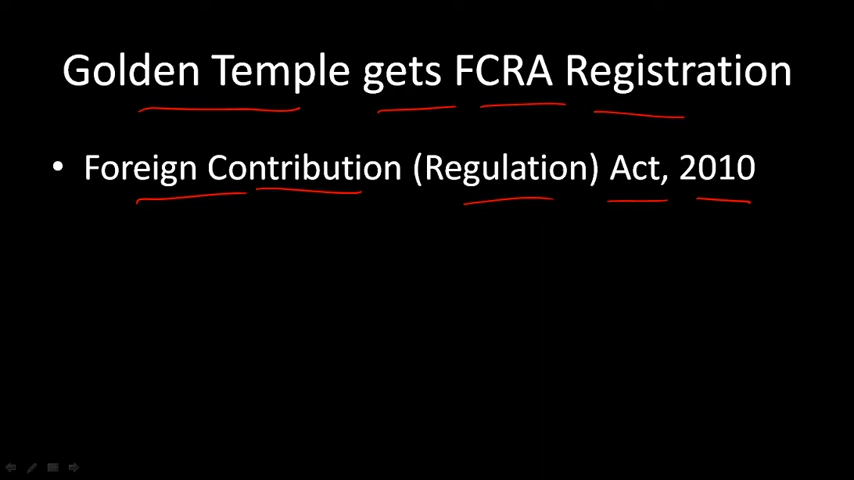 Golden Temple gets FCRA Registration
• Foreign Contribution (Regulation) Act, 2010